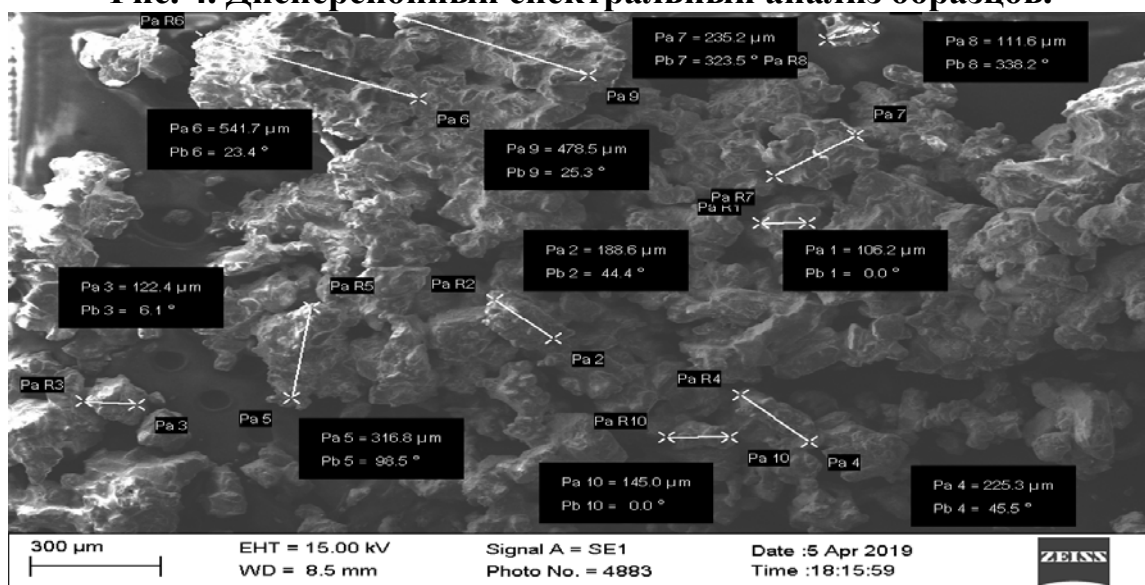 Рис. 4. Дисперсионный спектральный анализ образцов.
Pa R6
Pa 7 = 235.2 µm
Pb 7 = 323.5 ° Pa R8
Pa 8 = 111.6 µm
Pb 8 = 338.2 °
Pa 9
Pa 6
Pa 7
Pa 6 = 541.7 µm
Pb 6 = 23.4 °
Pa 9 = 478.5 µm
Pb 9 = 25.3 °
Pa R7
Pa R1
Pa 2 = 188.6 µm
Pb 2 = 44.4 °
Pa 1 = 106.2 µm
Pb 1 = 0.0 °
Pa 3 = 122.4 µm
Pb 3 = 6.1 °
Pa R5
Pa R2
Pa 2
Pa R3
Pa 3
Pa 5
Pa R4
Pa R10
Pa 10
Pa 4
Pa 5 = 316.8 µm
Pb 5 = 98.5 °
Pa 10 = 145.0 µm
Pb 10 = 0.0 °
Pa 4 = 225.3 µm
Pb 4 = 45.5 °
300 µm
EHT = 15.00 kV
WD = 8.5 mm
Signal A = SE1
Photo No. = 4883
Date :5 Apr 2019
Time :18:15:59
ZEISS